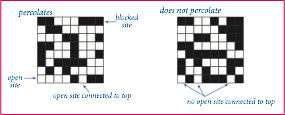 percolates
blocked
site
open
site
open site connected to top
does not percolate
no open site connected to top